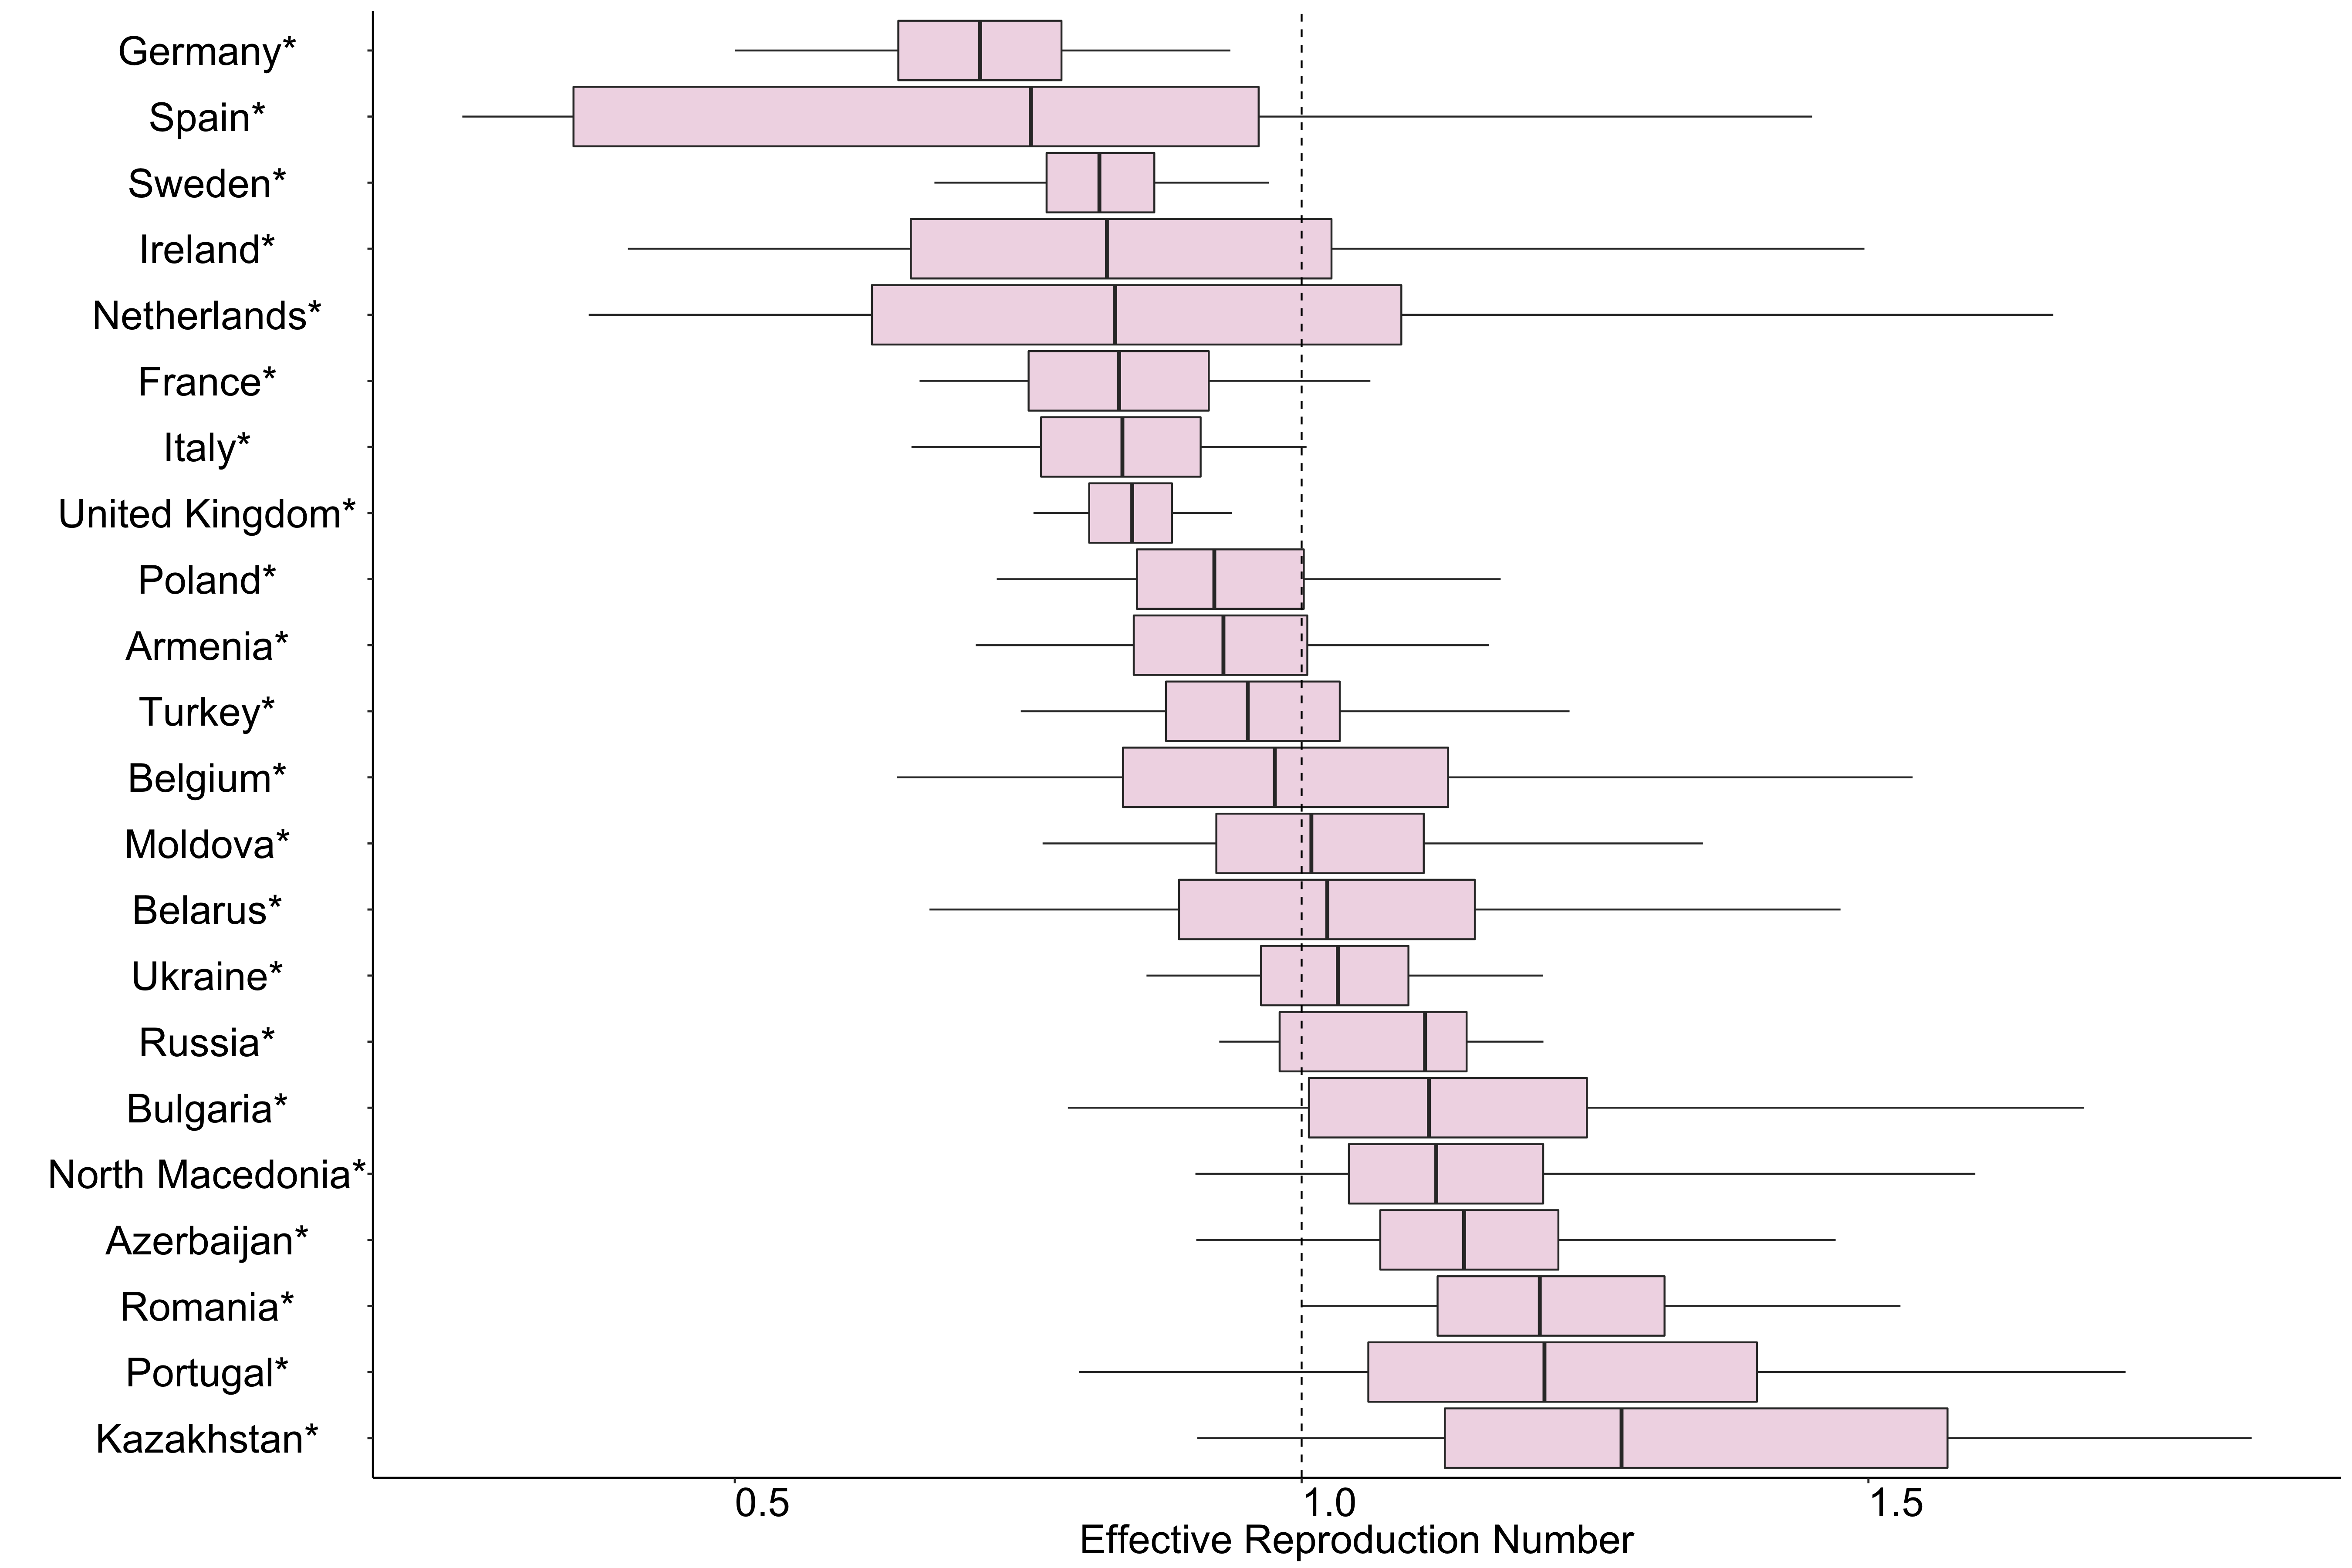 Germany*
Spain*
Sweden*
Ireland*
Netherlands*
France*
Italy*
United Kingdom*
Poland*
Armenia*
Turkey*
Belgium*
Moldova*
Belarus*
Ukraine*
Russia*
Bulgaria*
North Macedonia*
Azerbaijan*
Romania*
Portugal*
Kazakhstan*
0.5 1.0 1.5
Effective Reproduction Number